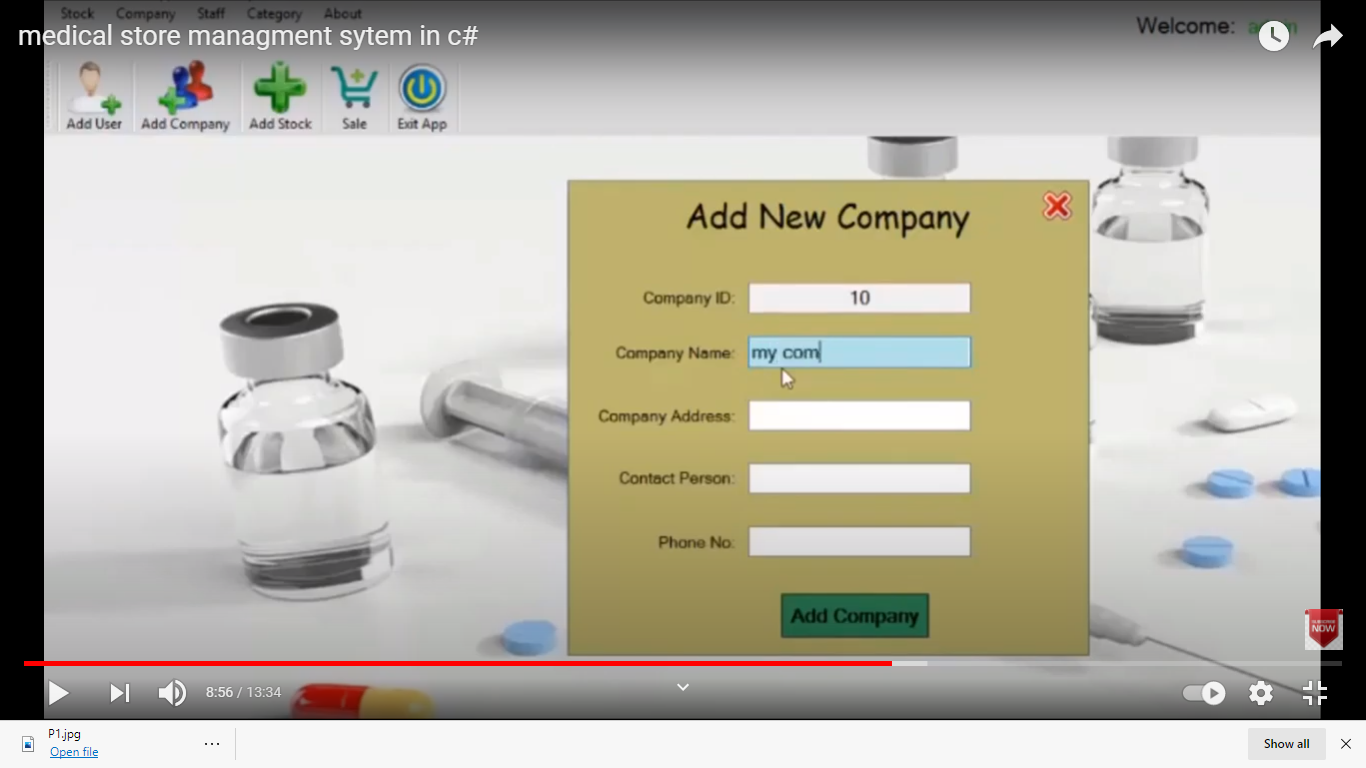 Stock Company Staff Category About
medical store managment sytem in c#
Welcome:
Add User Add Company Add Stock Sale Exit App
Add New Company
Company ID: 10
Company Name: my com
Company Address:
Contact Person:
Phone No:
Add Company
SUBSCRIBE
NOW
8:56 / 13:34
P1.jpg
Open file
Show all